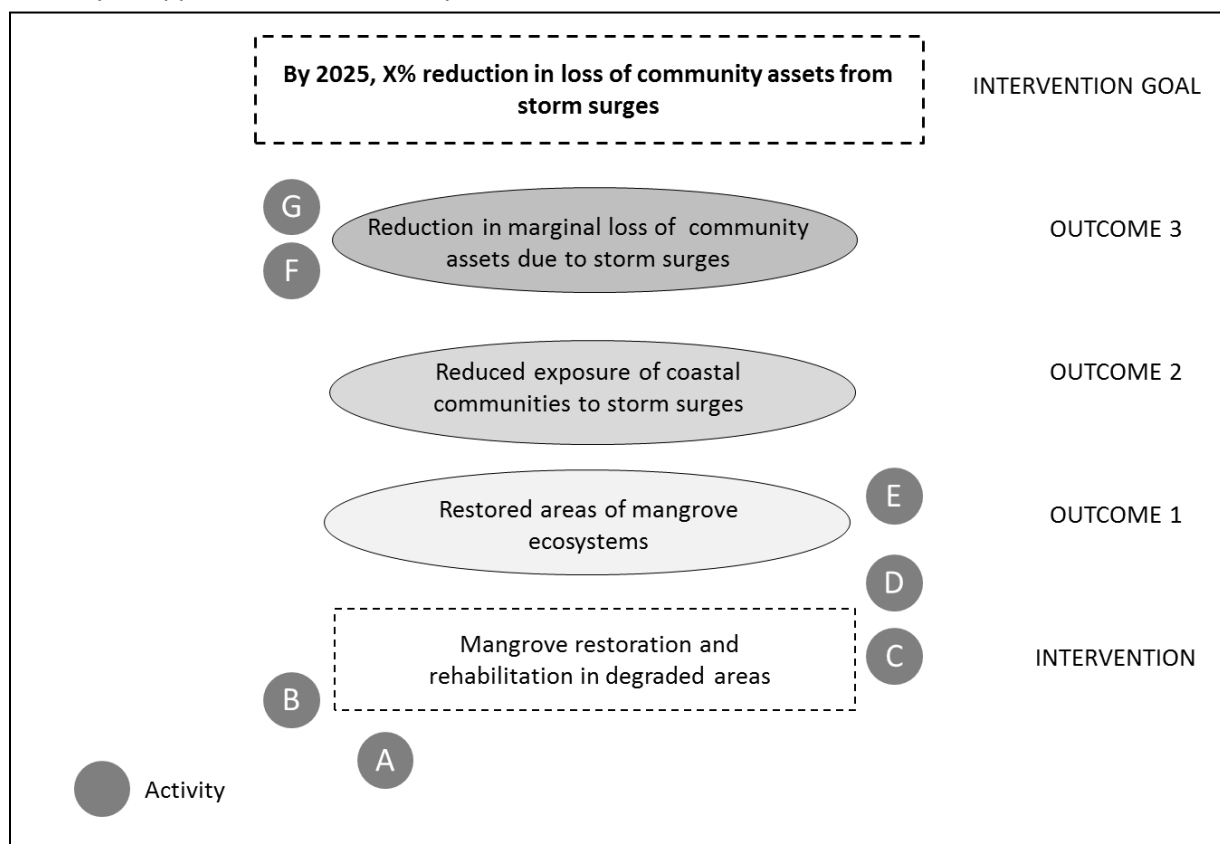 By 2025, X% reduction in loss of community assets from
storm surges
INTERVENTION GOAL
G
Reduction in marginal loss of community
assets due to storm surges
OUTCOME 3
F
Reduced exposure of coastal
communities to storm surges
OUTCOME 2
E
Restored areas of mangrove
ecosystems
OUTCOME 1
D
Mangrove restoration and
rehabilitation in degraded areas
C
INTERVENTION
B
A
Activity